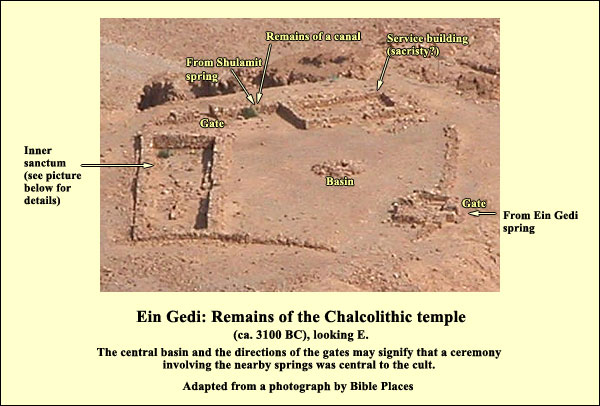 Remains of a canal
Service building
(sacristy?)
From Shulamit
spring
Gate
Inner
sanctum
(see picture
below for
details)
Basin
Gate
From Ein Gedi
spring
Ein Gedi: Remains of the Chalcolithic temple
(ca. 3100 BC), looking E.
The central basin and the directions of the gates may signify that a ceremony
involving the nearby springs was central to the cult.
Adapted from a photograph by Bible Places